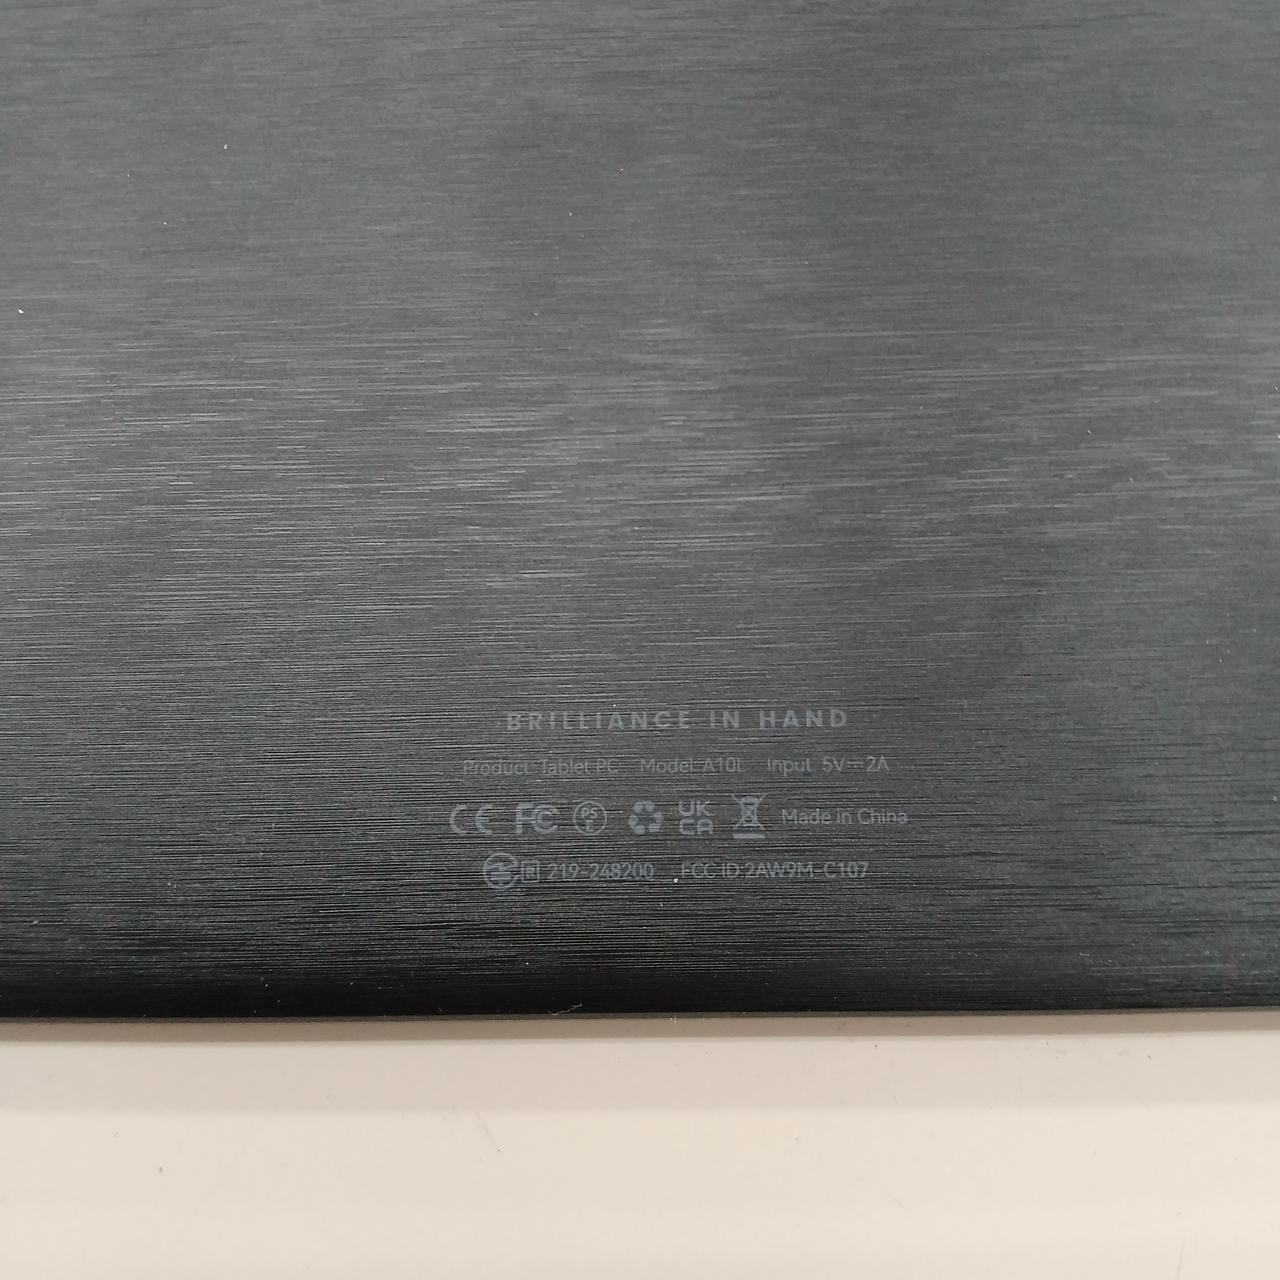 BRILLIANCE IN HAND
Product: Tablet PC Model: A10L Input: 5V⎓2A
CE FC PS E UK CA Made in China
R 219-248200 FCC ID:2AW9M-C107